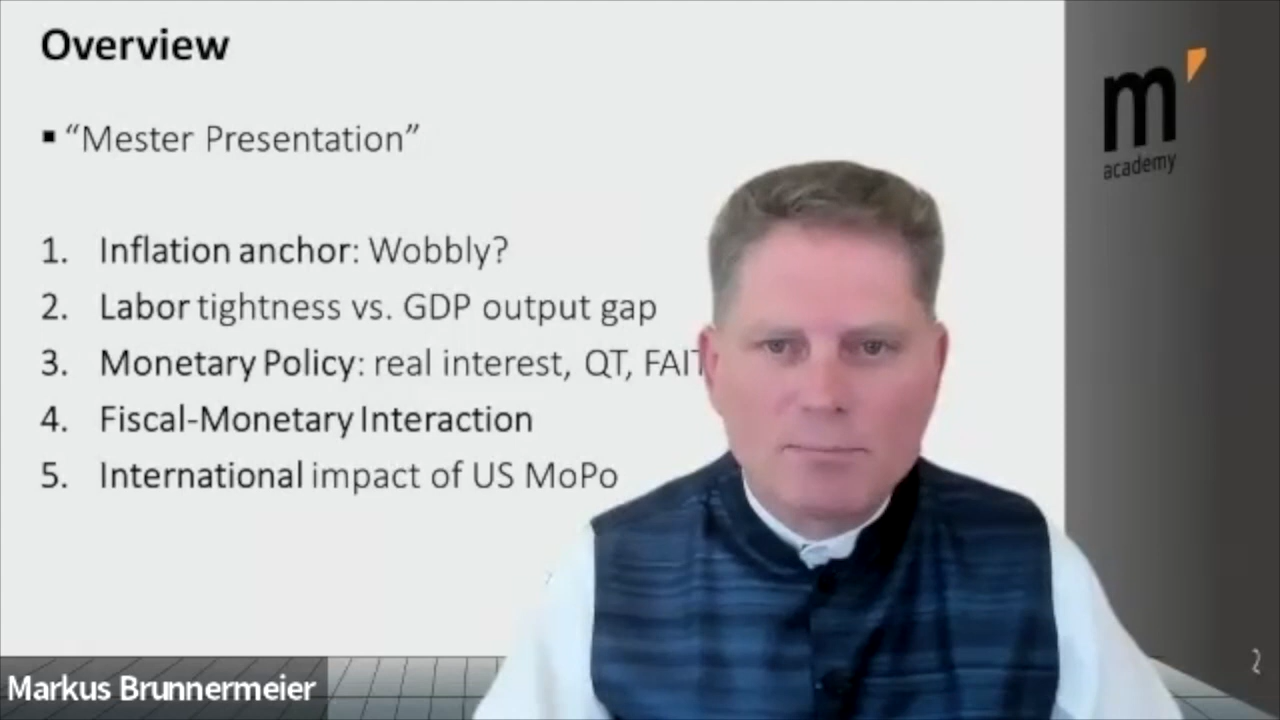 Overview
▪ “Mester Presentation”
1. Inflation anchor: Wobbly?
2. Labor tightness vs. GDP output gap
3. Monetary Policy: real interest, QT, FAIT
4. Fiscal-Monetary Interaction
5. International impact of US MoPo
m'
academy
2
Markus Brunnermeier